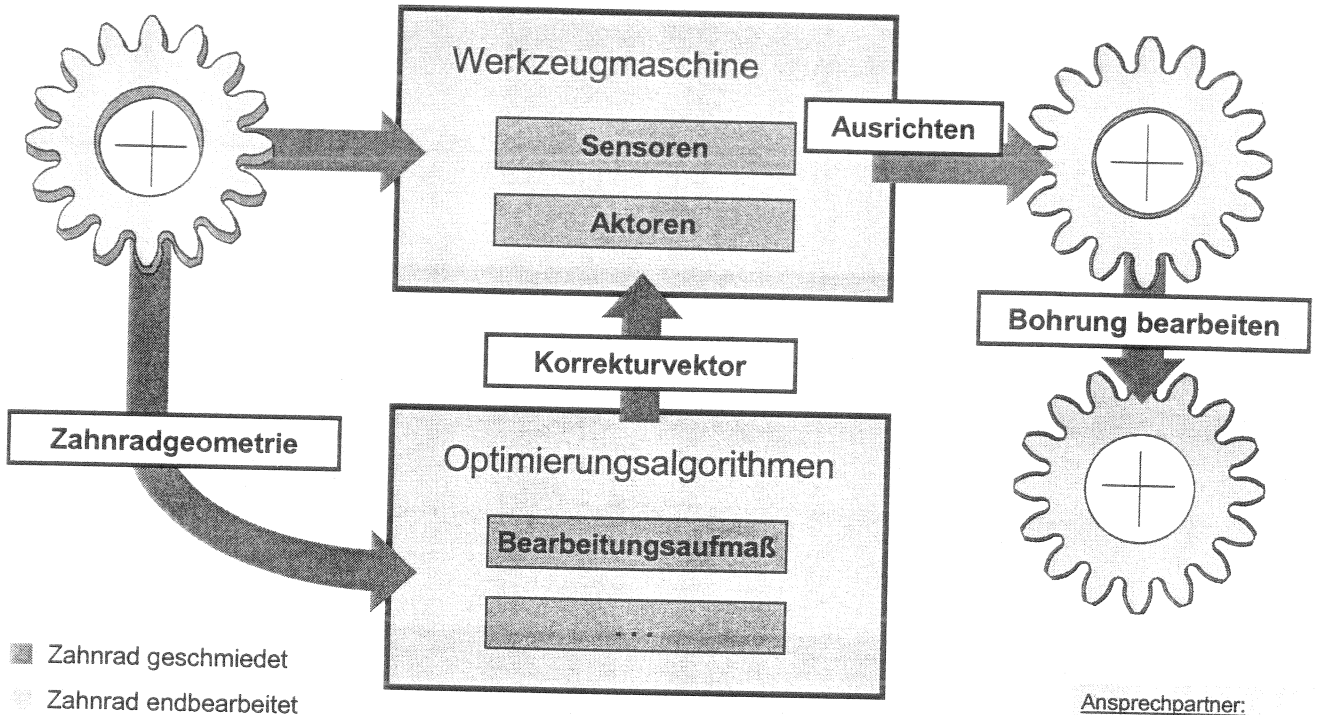 Werkzeugmaschine
Sensoren
Aktoren
Ausrichten
Bohrung bearbeiten
Korrekturvektor
Zahnradgeometrie
Optimierungsalgorithmen
Bearbeitungsaufmaß
...
Zahnrad geschmiedet
Zahnrad endbearbeitet
Ansprechpartner: